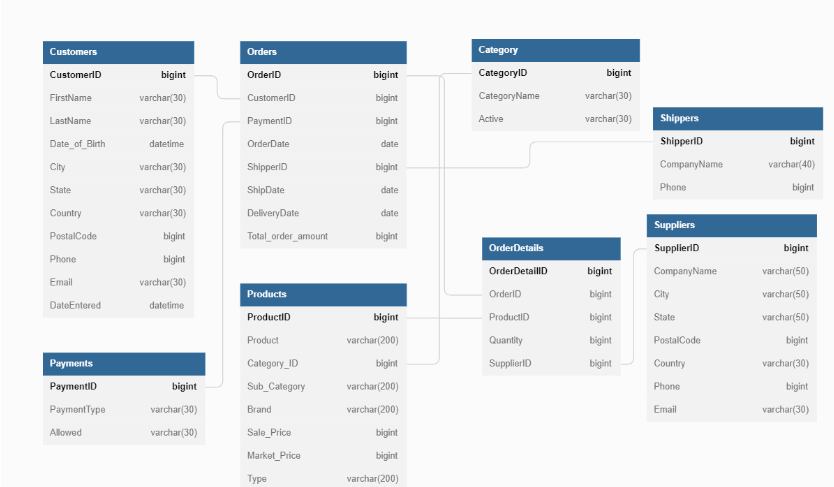 Customers
CustomerID bigint
FirstName varchar(30)
LastName varchar(30)
Date_of_Birth datetime
City varchar(30)
State varchar(30)
Country varchar(30)
PostalCode bigint
Phone bigint
Email varchar(30)
DateEntered datetime
Payments
PaymentID bigint
PaymentType varchar(30)
Allowed varchar(30)
Orders
OrderID bigint
CustomerID bigint
PaymentID bigint
OrderDate date
ShipperID bigint
ShipDate date
DeliveryDate date
Total_order_amount bigint
Products
ProductID bigint
Product varchar(200)
Category_ID bigint
Sub_Category varchar(200)
Brand varchar(200)
Sale_Price bigint
Market_Price bigint
Type varchar(200)
Category
CategoryID bigint
CategoryName varchar(30)
Active varchar(30)
OrderDetails
OrderDetailID bigint
OrderID bigint
ProductID bigint
Quantity bigint
SupplierID bigint
Shippers
ShipperID bigint
CompanyName varchar(40)
Phone bigint
Suppliers
SupplierID bigint
CompanyName varchar(50)
City varchar(50)
State varchar(50)
PostalCode bigint
Country varchar(30)
Phone bigint
Email varchar(30)